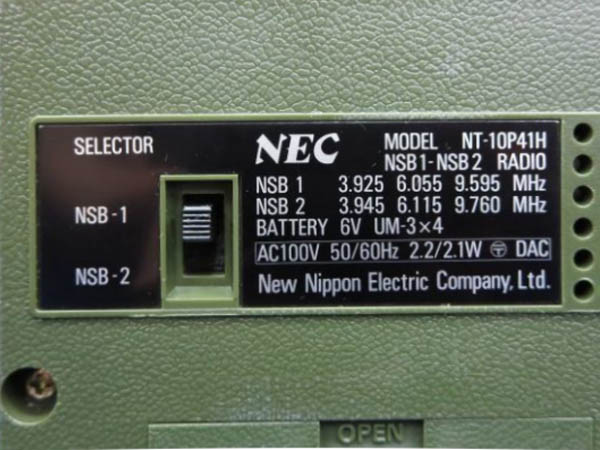 SELECTOR
NSB-1
NSB-2
NEC
MODEL NT-10P41H
NSB1-NSB2 RADIO
NSB 1 3.925 6.055 9.595 MHz
NSB 2 3.945 6.115 9.760 MHz
BATTERY 6V UM-3×4
AC100V 50/60Hz 2.2/2.1W 〒 DAC
New Nippon Electric Company, Ltd.
OPEN